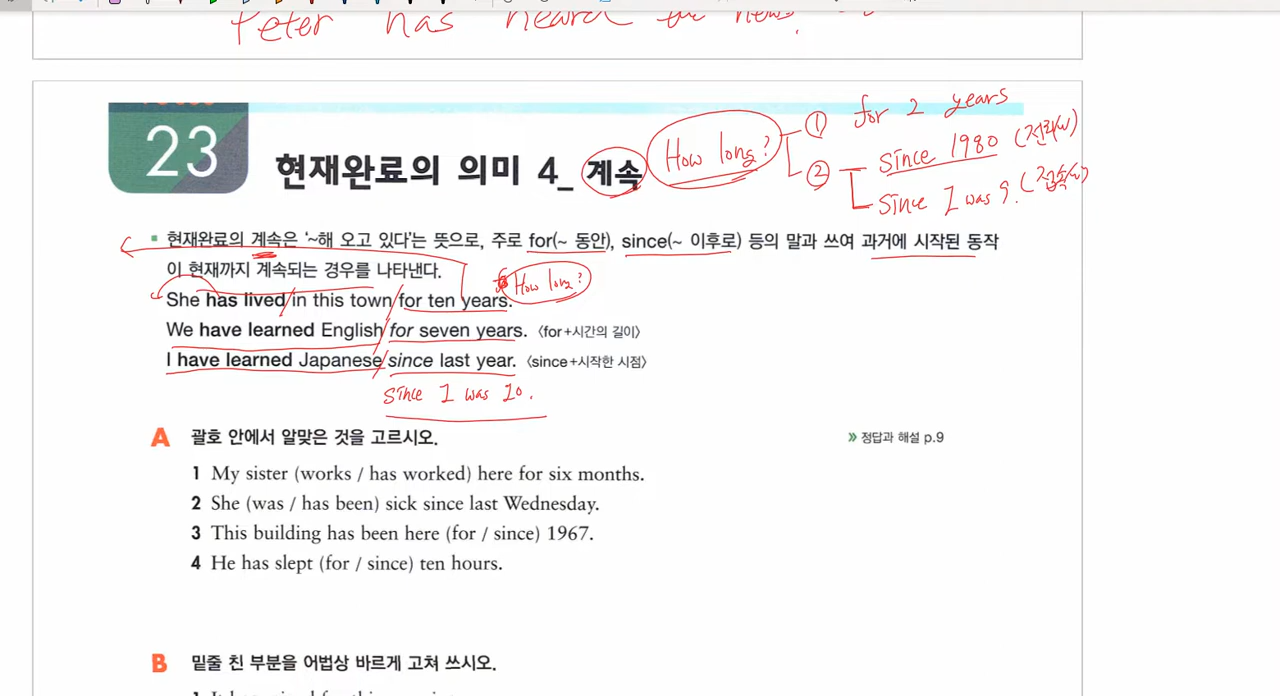 Peter has heard the news.
23
현재완료의 의미 4_ 계속
How long?
① for 2 years
② since 1980 (전치사)
since I was 9. (접속사)
현재완료의 계속은 '~해 오고 있다'는 뜻으로, 주로 for(~ 동안), since(~ 이후로) 등의 말과 쓰여 과거에 시작된 동작
이 현재까지 계속되는 경우를 나타낸다.
How long?
She has lived in this town for ten years.
We have learned English for seven years. 〈for+시간의 길이〉
I have learned Japanese since last year. 〈since+시작한 시점〉
since I was 10.
A 괄호 안에서 알맞은 것을 고르시오.
» 정답과 해설 p.9
1 My sister (works / has worked) here for six months.
2 She (was / has been) sick since last Wednesday.
3 This building has been here (for / since) 1967.
4 He has slept (for / since) ten hours.
B 밑줄 친 부분을 어법상 바르게 고쳐 쓰시오.